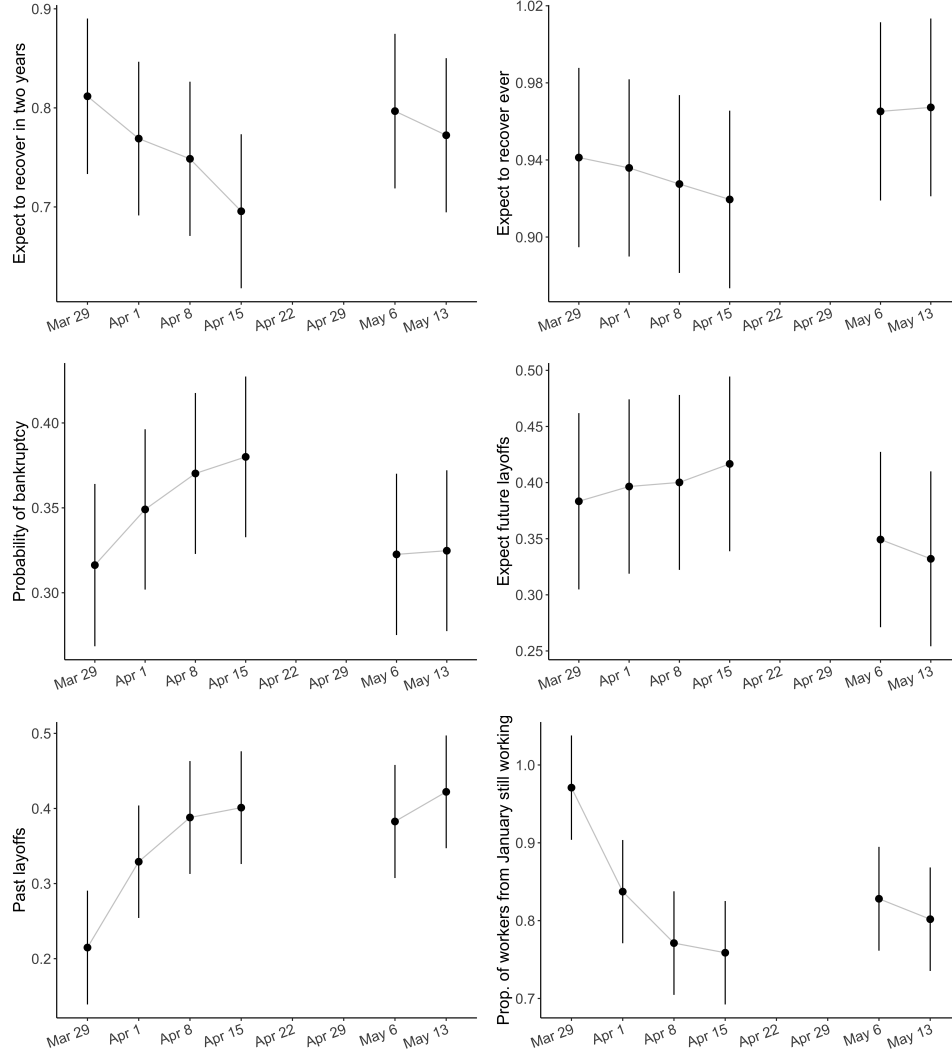 Expect to recover in two years
0.9
0.8
0.7
Mar 29 Apr 1 Apr 8 Apr 15 Apr 22 Apr 29 May 6 May 13
Expect to recover ever
1.02
0.98
0.94
0.90
Mar 29 Apr 1 Apr 8 Apr 15 Apr 22 Apr 29 May 6 May 13
Probability of bankruptcy
0.40
0.35
0.30
Mar 29 Apr 1 Apr 8 Apr 15 Apr 22 Apr 29 May 6 May 13
Expect future layoffs
0.50
0.45
0.40
0.35
0.30
0.25
Mar 29 Apr 1 Apr 8 Apr 15 Apr 22 Apr 29 May 6 May 13
Past layoffs
0.5
0.4
0.3
0.2
Mar 29 Apr 1 Apr 8 Apr 15 Apr 22 Apr 29 May 6 May 13
Prop. of workers from January still working
1.0
0.9
0.8
0.7
Mar 29 Apr 1 Apr 8 Apr 15 Apr 22 Apr 29 May 6 May 13